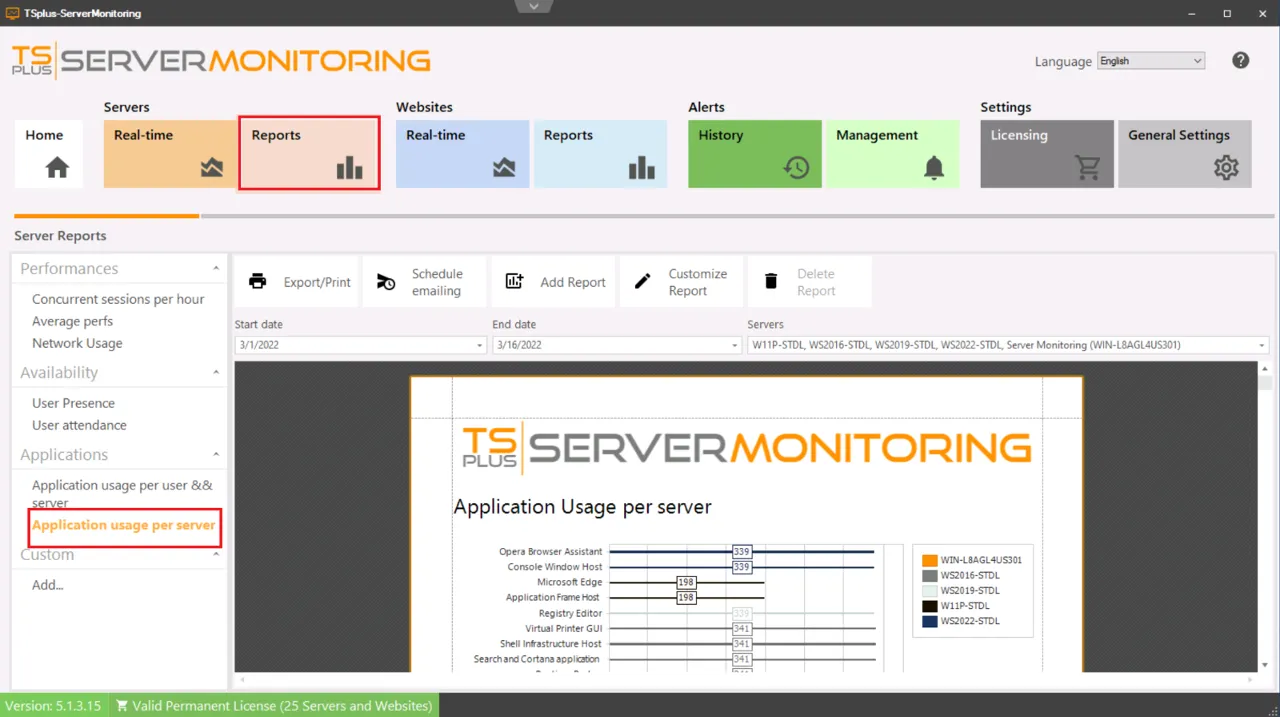 TSplus-ServerMonitoring
TS PLUS SERVERMONITORING
Language English
Servers
Websites
Alerts
Settings
Home
Real-time
Reports
Real-time
Reports
History
Management
Licensing
General Settings
Server Reports
Performances
Concurrent sessions per hour
Average perfs
Network Usage
Availability
User Presence
User attendance
Applications
Application usage per user &&
server
Application usage per server
Custom
Add...
Export/Print
Schedule
emailing
Add Report
Customize
Report
Delete
Report
Start date
End date
Servers
3/1/2022
3/16/2022
W11P-STDL, WS2016-STDL, WS2019-STDL, WS2022-STDL, Server Monitoring (WIN-L8AGL4US301)
TS PLUS SERVERMONITORING
Application Usage per server
Opera Browser Assistant 339
Console Window Host 339
Microsoft Edge 198
Application Frame Host 198
Registry Editor 339
Virtual Printer GUI 341
Shell Infrastructure Host 341
Search and Cortana application 341
WIN-L8AGL4US301
WS2016-STDL
WS2019-STDL
W11P-STDL
WS2022-STDL
Version: 5.1.3.15
Valid Permanent License (25 Servers and Websites)